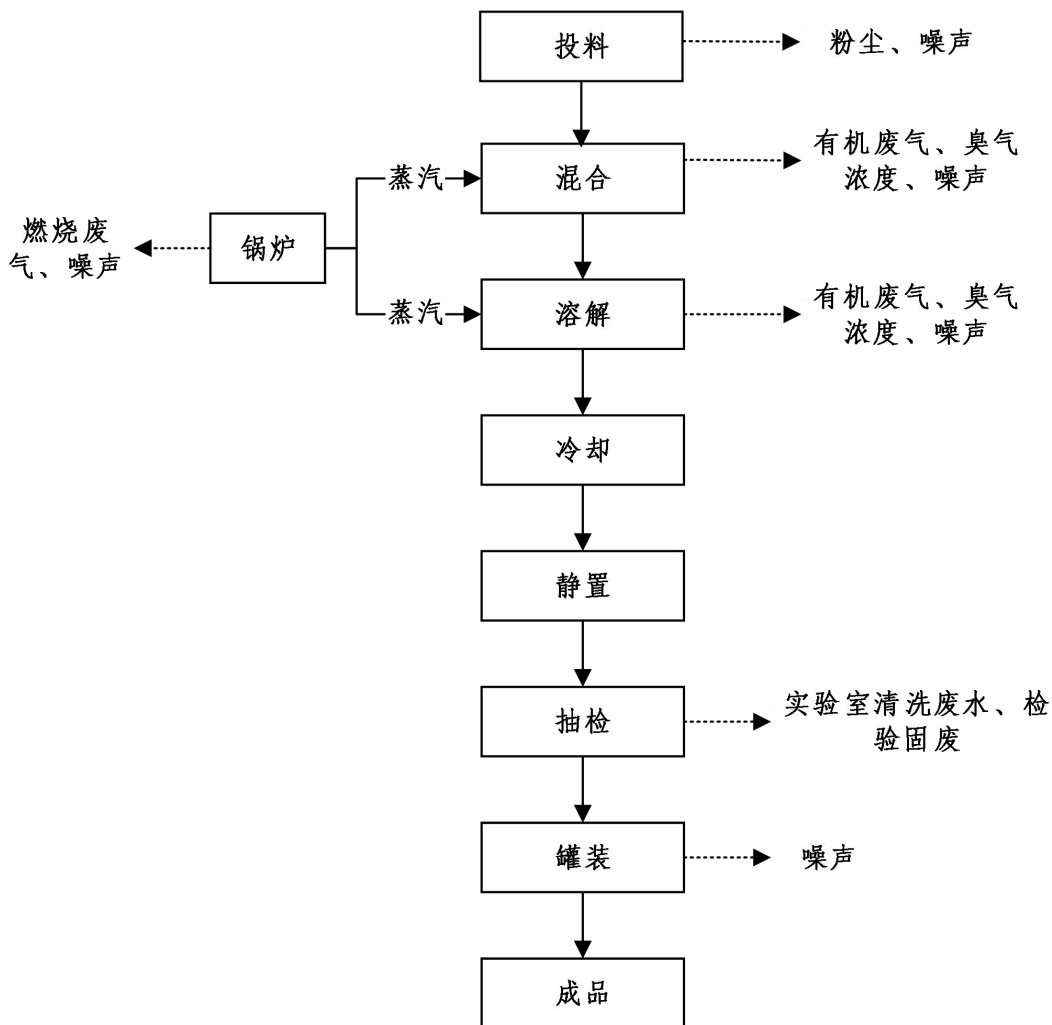 投料
粉尘、噪声
有机废气、臭气
浓度、噪声
蒸汽
混合
燃烧废
气、噪声
锅炉
蒸汽
溶解
有机废气、臭气
浓度、噪声
冷却
静置
抽检
实验室清洗废水、检
验固废
罐装
噪声
成品